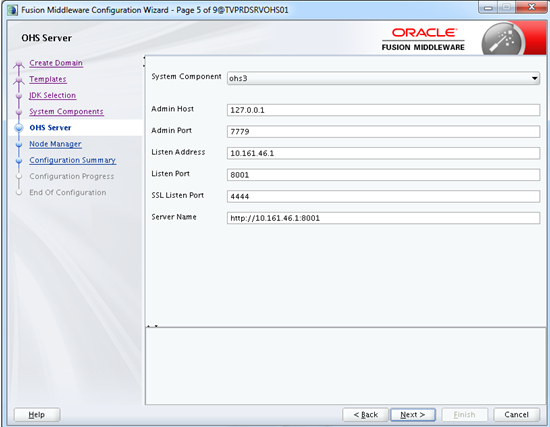 Fusion Middleware Configuration Wizard - Page 5 of 9@TVPRDSRVOHS01
OHS Server
ORACLE
FUSION MIDDLEWARE
Create Domain
Templates
JDK Selection
System Components
OHS Server
Node Manager
Configuration Summary
Configuration Progress
End Of Configuration
System Component ohs3
Admin Host 127.0.0.1
Admin Port 7779
Listen Address 10.161.46.1
Listen Port 8001
SSL Listen Port 4444
Server Name http://10.161.46.1:8001
Help < Back Next > Finish Cancel